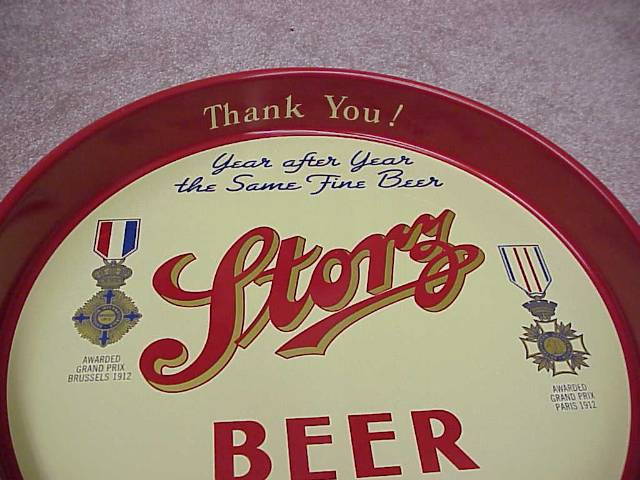 Thank You!
Year after Year
the Same Fine Beer
Storz
AWARDED
GRAND PRIX
BRUSSELS 1912
AWARDED
GRAND PRIX
PARIS 1912
BEER